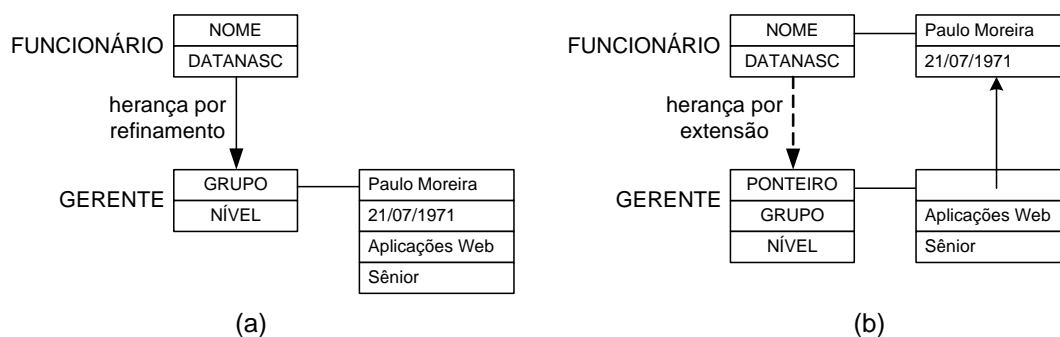 FUNCIONÁRIO
NOME
DATANASC
herança por
refinamento
GERENTE
GRUPO
NÍVEL
Paulo Moreira
21/07/1971
Aplicações Web
Sênior
(a)
FUNCIONÁRIO
NOME
DATANASC
Paulo Moreira
21/07/1971
herança por
extensão
GERENTE
PONTEIRO
GRUPO
NÍVEL
Aplicações Web
Sênior
(b)